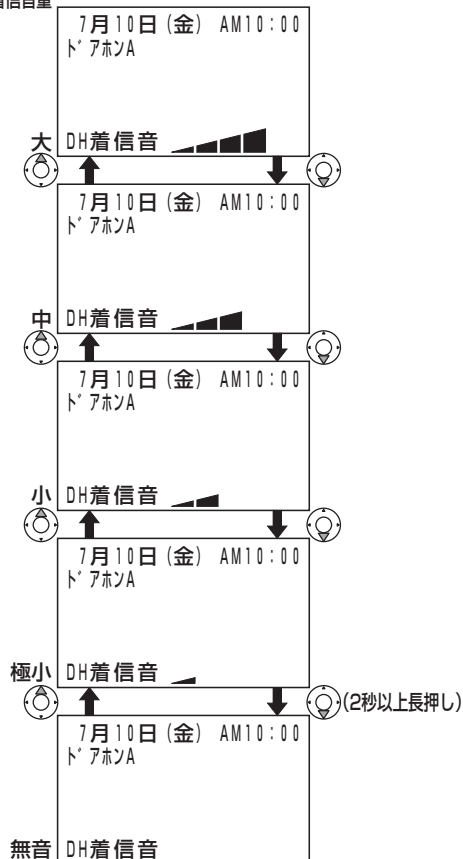 着信音量
7月10日(金) AM10:00
ドアホンA
大 DH着信音
7月10日(金) AM10:00
ドアホンA
中 DH着信音
7月10日(金) AM10:00
ドアホンA
小 DH着信音
7月10日(金) AM10:00
ドアホンA
極小 DH着信音
(2秒以上長押し)
7月10日(金) AM10:00
ドアホンA
無音 DH着信音